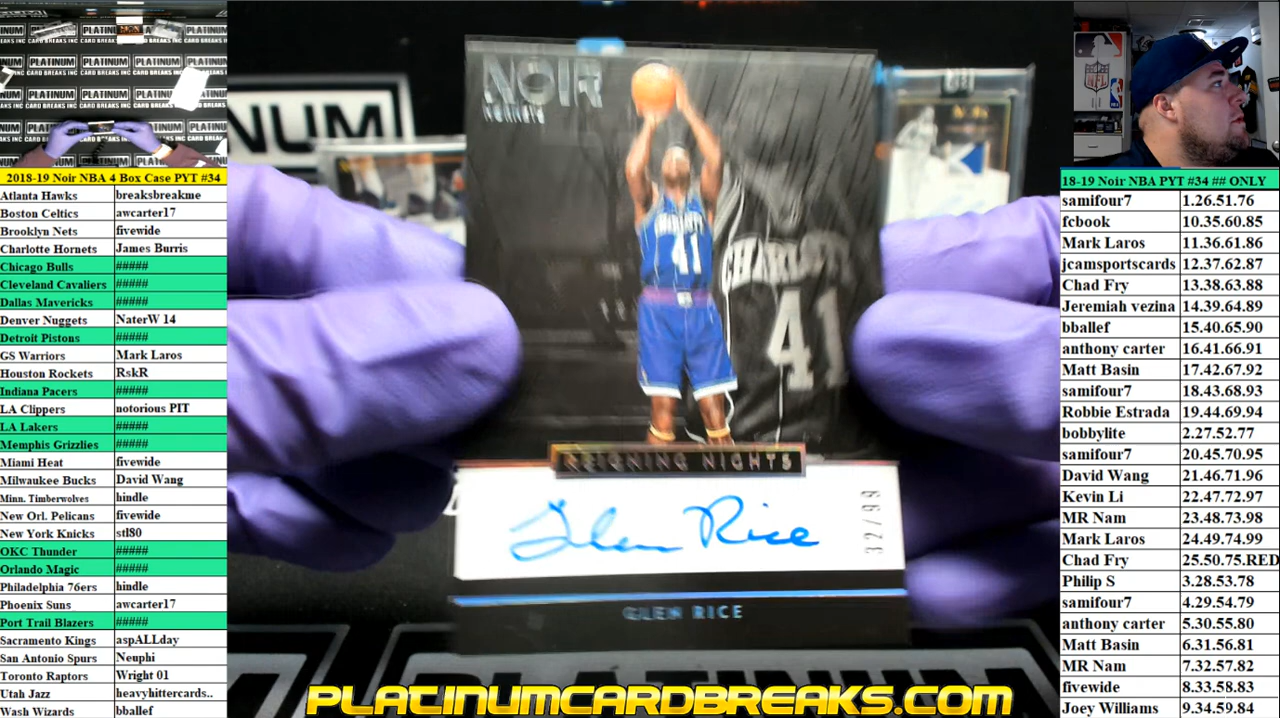 2018-19 Noir NBA 4 Box Case PYT #34
Atlanta Hawks breaksbreakme
Boston Celtics awcarter17
Brooklyn Nets fivewide
Charlotte Hornets James Burris
Chicago Bulls #####
Cleveland Cavaliers #####
Dallas Mavericks #####
Denver Nuggets NaterW 14
Detroit Pistons #####
GS Warriors Mark Laros
Houston Rockets RskR
Indiana Pacers #####
LA Clippers notorious PIT
LA Lakers #####
Memphis Grizzlies #####
Miami Heat fivewide
Milwaukee Bucks David Wang
Minn. Timberwolves hindle
New Orl. Pelicans fivewide
New York Knicks stl80
OKC Thunder #####
Orlando Magic #####
Philadelphia 76ers hindle
Phoenix Suns awcarter17
Port Trail Blazers #####
Sacramento Kings aspALLday
San Antonio Spurs Neuphi
Toronto Raptors Wright 01
Utah Jazz heavyhittercards..
Wash Wizards bballef
NUM
NOIR
CHARLOTTE
41
CHARLO
41
REIGNING NIGHTS
Glen Rice
32/99
GLEN RICE
PLATINUMCARDBREAKS.COM
18-19 Noir NBA PYT #34 ## ONLY
samifour7 1.26.51.76
fcbook 10.35.60.85
Mark Laros 11.36.61.86
jcamsportscards 12.37.62.87
Chad Fry 13.38.63.88
Jeremiah vezina 14.39.64.89
bballef 15.40.65.90
anthony carter 16.41.66.91
Matt Basin 17.42.67.92
samifour7 18.43.68.93
Robbie Estrada 19.44.69.94
bobbylite 2.27.52.77
samifour7 20.45.70.95
David Wang 21.46.71.96
Kevin Li 22.47.72.97
MR Nam 23.48.73.98
Mark Laros 24.49.74.99
Chad Fry 25.50.75.RED
Philip S 3.28.53.78
samifour7 4.29.54.79
anthony carter 5.30.55.80
Matt Basin 6.31.56.81
MR Nam 7.32.57.82
fivewide 8.33.58.83
Joey Williams 9.34.59.84